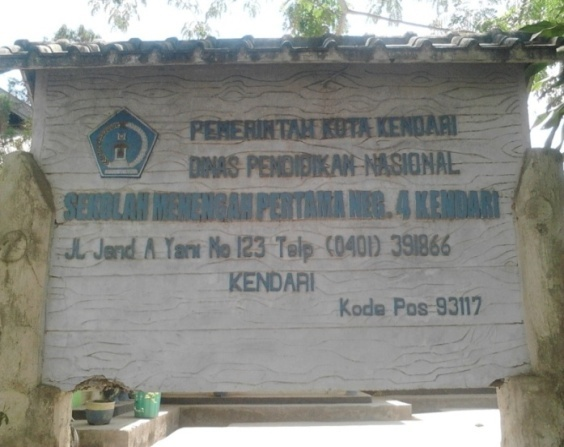 PEMERINTAH KOTA KENDARI
DINAS PENDIDIKAN NASIONAL
SEKOLAH MENENGAH PERTAMA NEG. 4 KENDARI
Jl. Jend A Yani No 123 Telp (0401) 391866
KENDARI
Kode Pos 93117